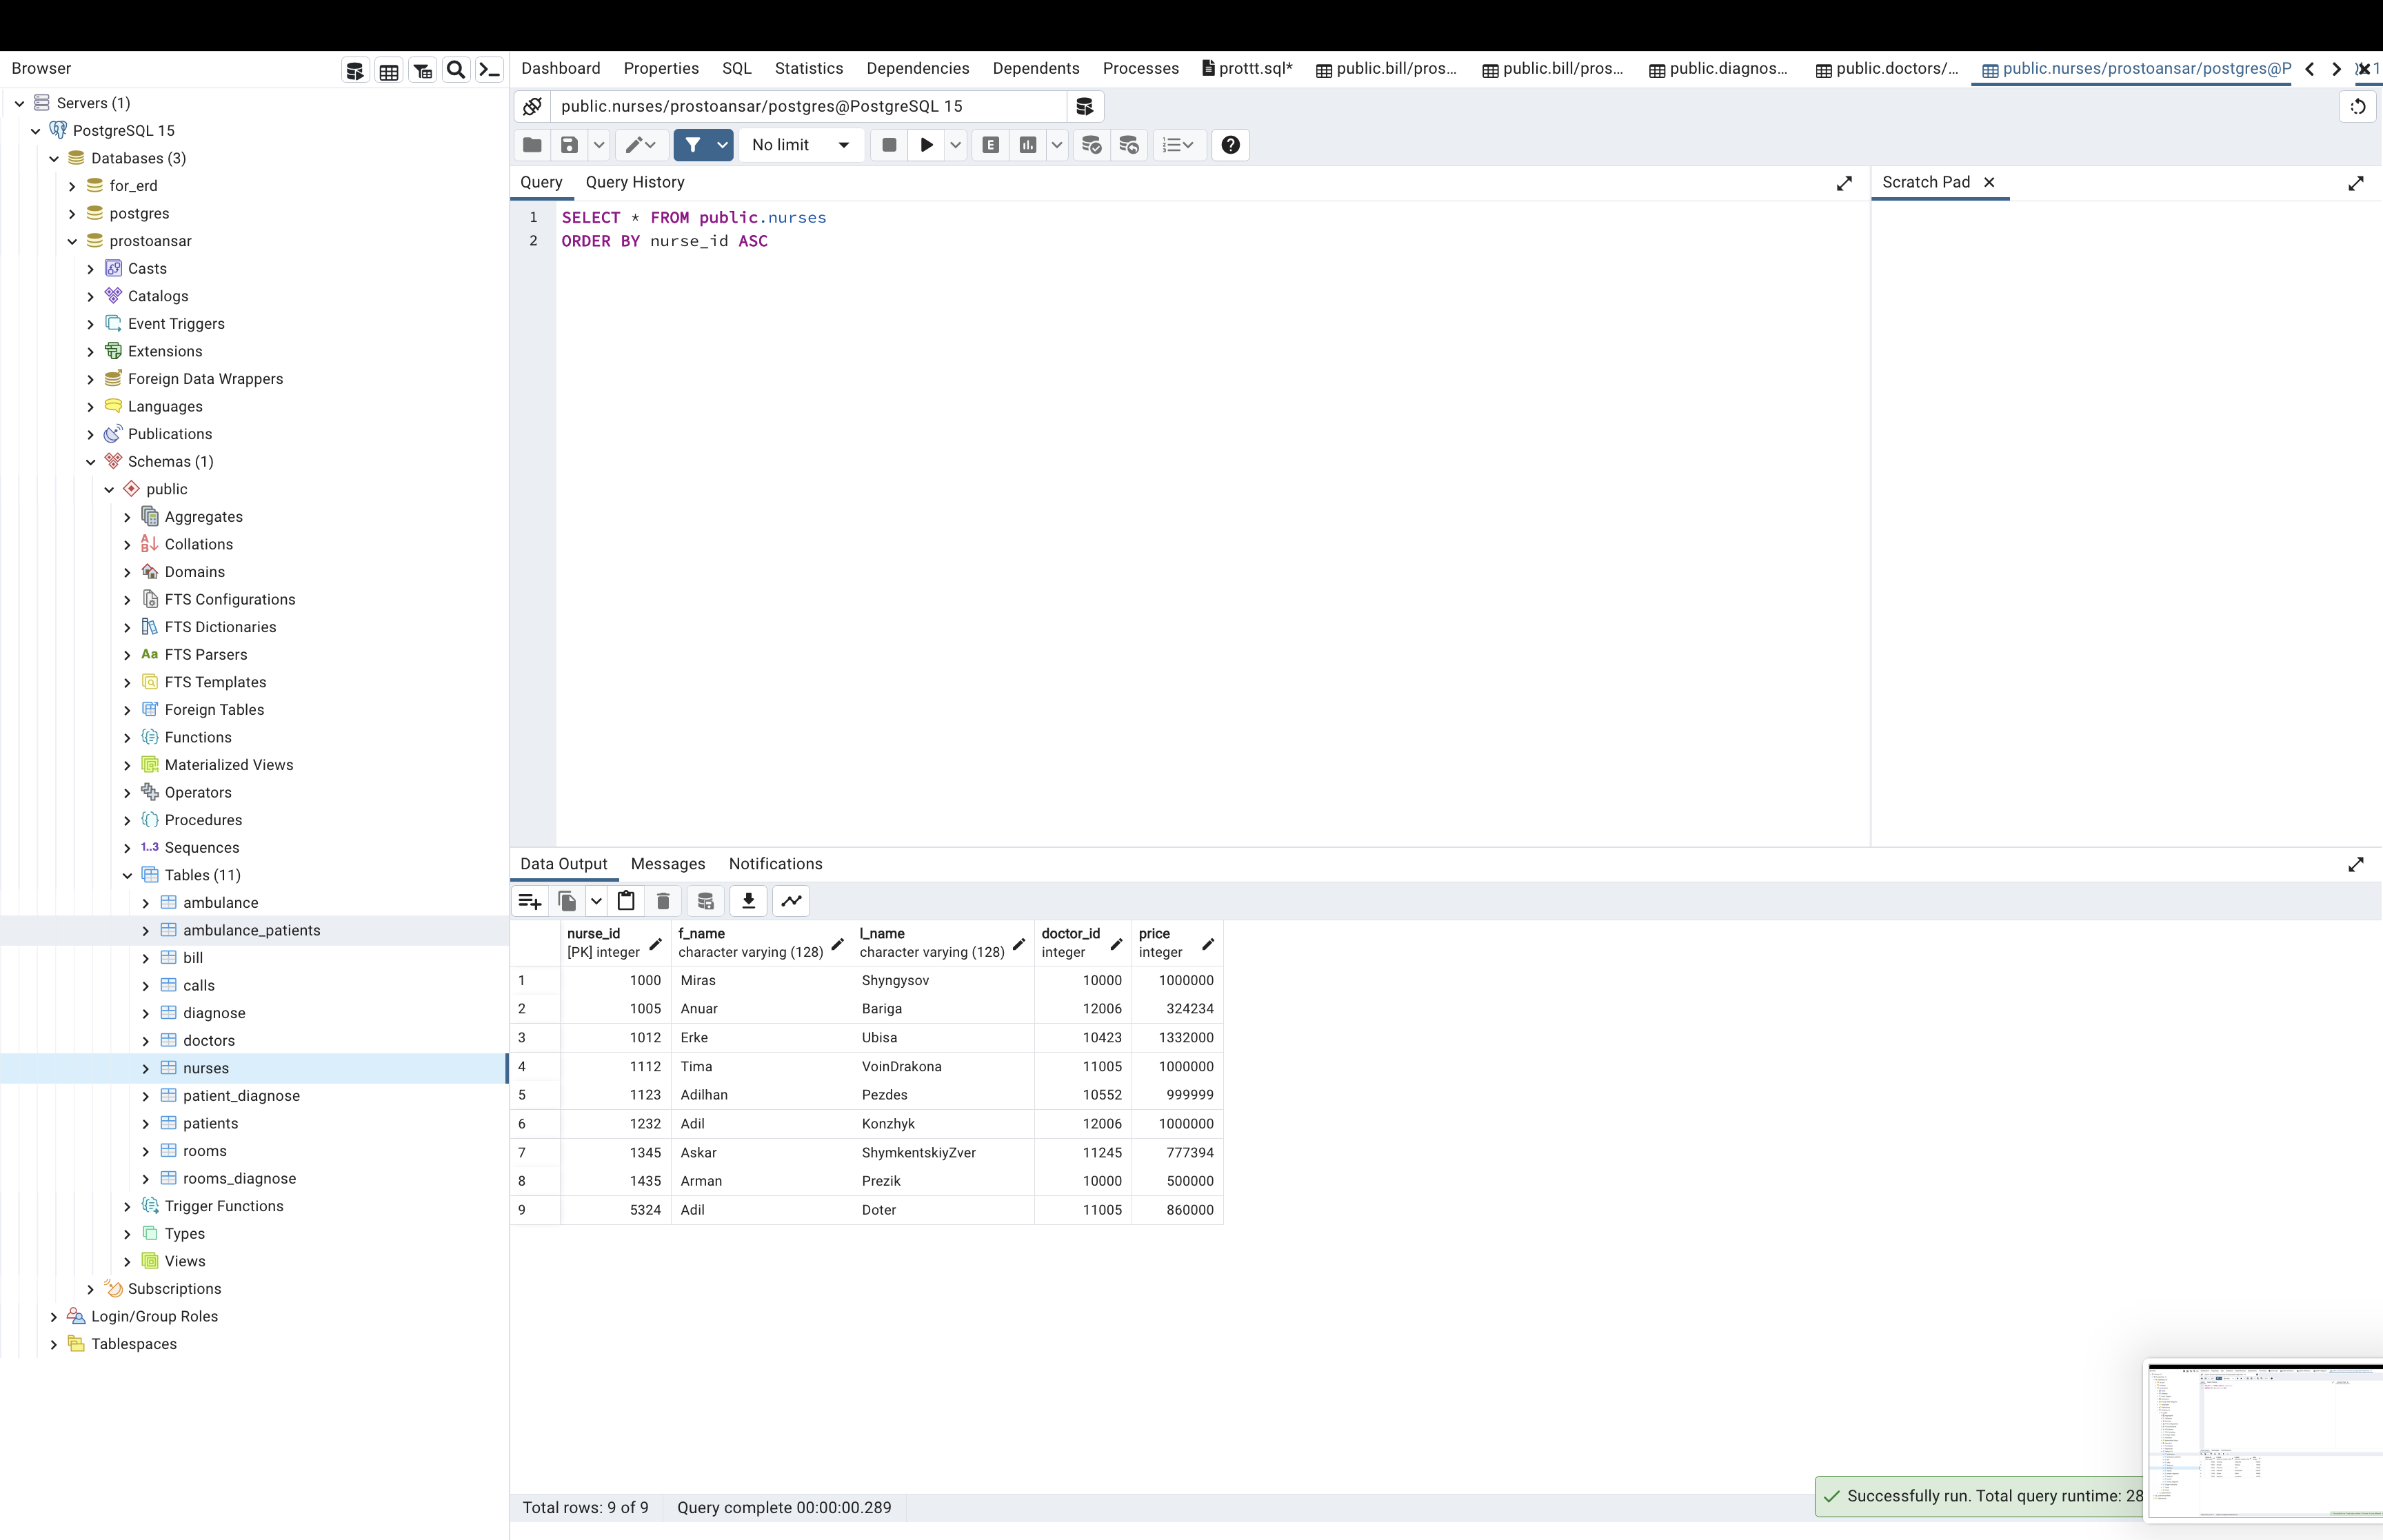 Browser
Dashboard Properties SQL Statistics Dependencies Dependents Processes prottt.sql* public.bill/pros... public.bill/pros... public.diagnos... public.doctors/... public.nurses/prostoansar/postgres@P
Servers (1)
PostgreSQL 15
Databases (3)
for_erd
postgres
prostoansar
Casts
Catalogs
Event Triggers
Extensions
Foreign Data Wrappers
Languages
Publications
Schemas (1)
public
Aggregates
Collations
Domains
FTS Configurations
FTS Dictionaries
Aa FTS Parsers
FTS Templates
Foreign Tables
Functions
Materialized Views
Operators
Procedures
1..3 Sequences
Tables (11)
ambulance
ambulance_patients
bill
calls
diagnose
doctors
nurses
patient_diagnose
patients
rooms
rooms_diagnose
Trigger Functions
Types
Views
Subscriptions
Login/Group Roles
Tablespaces
public.nurses/prostoansar/postgres@PostgreSQL 15
No limit
E
Query Query History
Scratch Pad
1 SELECT * FROM public.nurses
2 ORDER BY nurse_id ASC
Data Output Messages Notifications
nurse_id f_name l_name doctor_id price
[PK] integer character varying (128) character varying (128) integer integer
1 1000 Miras Shyngysov 10000 1000000
2 1005 Anuar Bariga 12006 324234
3 1012 Erke Ubisa 10423 1332000
4 1112 Tima VoinDrakona 11005 1000000
5 1123 Adilhan Pezdes 10552 999999
6 1232 Adil Konzhyk 12006 1000000
7 1345 Askar ShymkentskiyZver 11245 777394
8 1435 Arman Prezik 10000 500000
9 5324 Adil Doter 11005 860000
Total rows: 9 of 9 Query complete 00:00:00.289
Successfully run. Total query runtime: 28